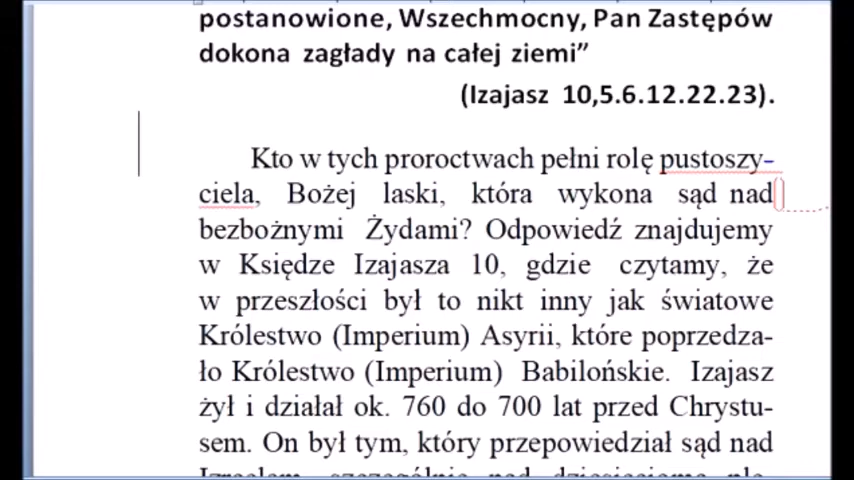 postanowione, Wszechmocny, Pan Zastępów
dokona zagłady na całej ziemi”
(Izajasz 10,5.6.12.22.23).
Kto w tych proroctwach pełni rolę pustoszy-
ciela, Bożej laski, która wykona sąd nad
bezbożnymi Żydami? Odpowiedź znajdujemy
w Księdze Izajasza 10, gdzie czytamy, że
w przeszłości był to nikt inny jak światowe
Królestwo (Imperium) Asyrii, które poprzedza-
ło Królestwo (Imperium) Babilońskie. Izajasz
żył i działał ok. 760 do 700 lat przed Chrystu-
sem. On był tym, który przepowiedział sąd nad